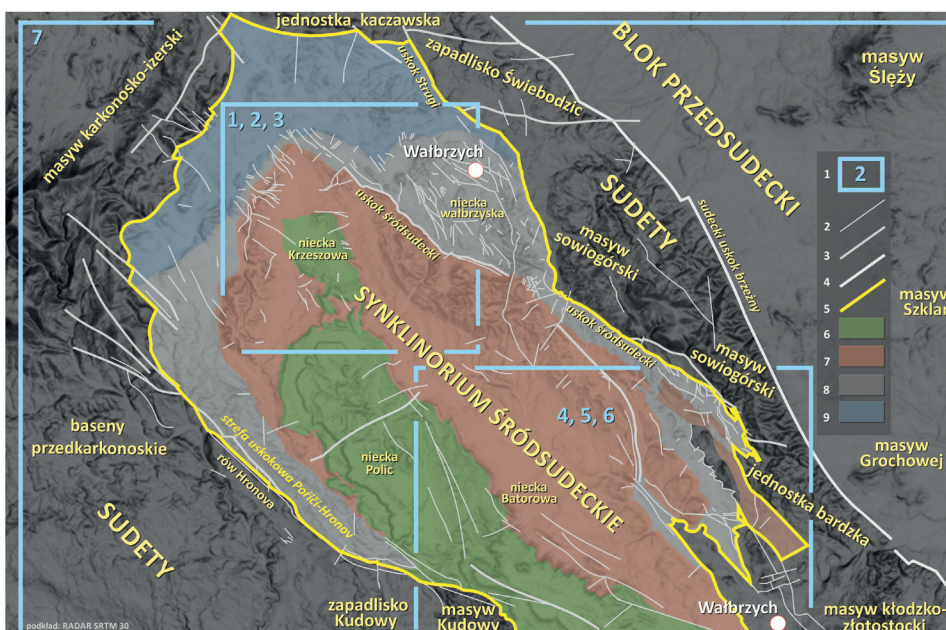 7
jednostka kaczawska
masyw karkonosko-izerski
uskok Strugi
zapadlisko Świebodzic
BLOK PRZEDSUDECKI
masyw
Ślęży
1, 2, 3
Wałbrzych
niecka
wałbrzyska
uskok śródsudecki
niecka
Krzeszowa
SUDETY
masyw
sowiogórski
sudecki uskok brzeżny
1
2
2
3
4
5
6
7
8
9
masyw
Szklar
SYNKLINORIUM ŚRÓDSUDECKIE
uskok śródsudecki
masyw
sowiogórski
4, 5, 6
baseny
przedkarkonoskie
strefa uskokowa Poříčí-Hronov
rów Hronova
niecka
Polic
niecka
Batorowa
masyw
Grochowej
jednostka bardzka
SUDETY
zapadlisko
Kudowy
masyw
Kudowy
Wałbrzych
masyw kłodzko-
złotostocki
podkład: RADAR SRTM 30